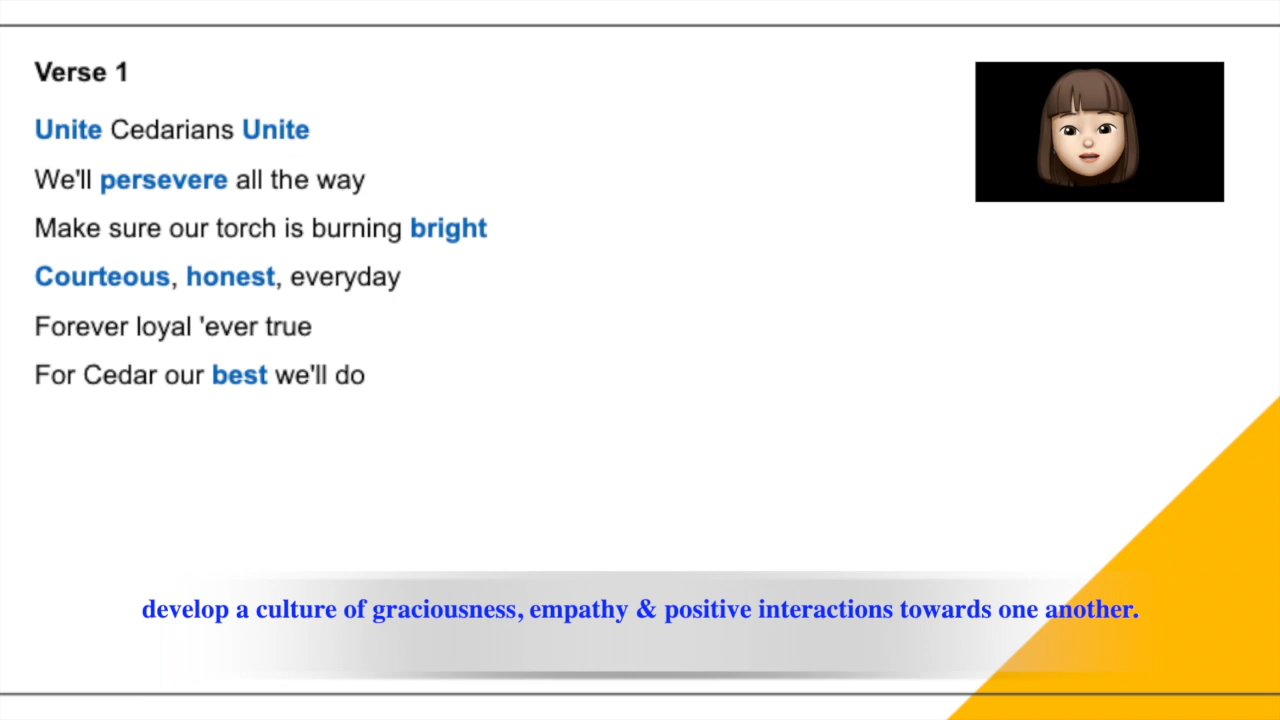 Verse 1
Unite Cedarians Unite
We'll persevere all the way
Make sure our torch is burning bright
Courteous, honest, everyday
Forever loyal 'ever true
For Cedar our best we'll do
develop a culture of graciousness, empathy & positive interactions towards one another.